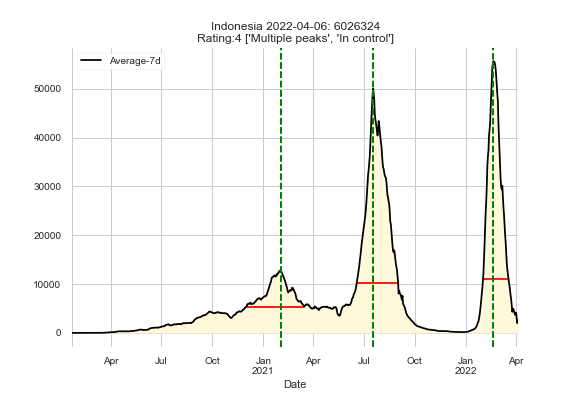 Indonesia 2022-04-06: 6026324
Rating:4 ['Multiple peaks', 'In control']
Average-7d
50000
40000
30000
20000
10000
0
Apr Jul Oct Jan Apr Jul Oct Jan Apr
2021 2022
Date